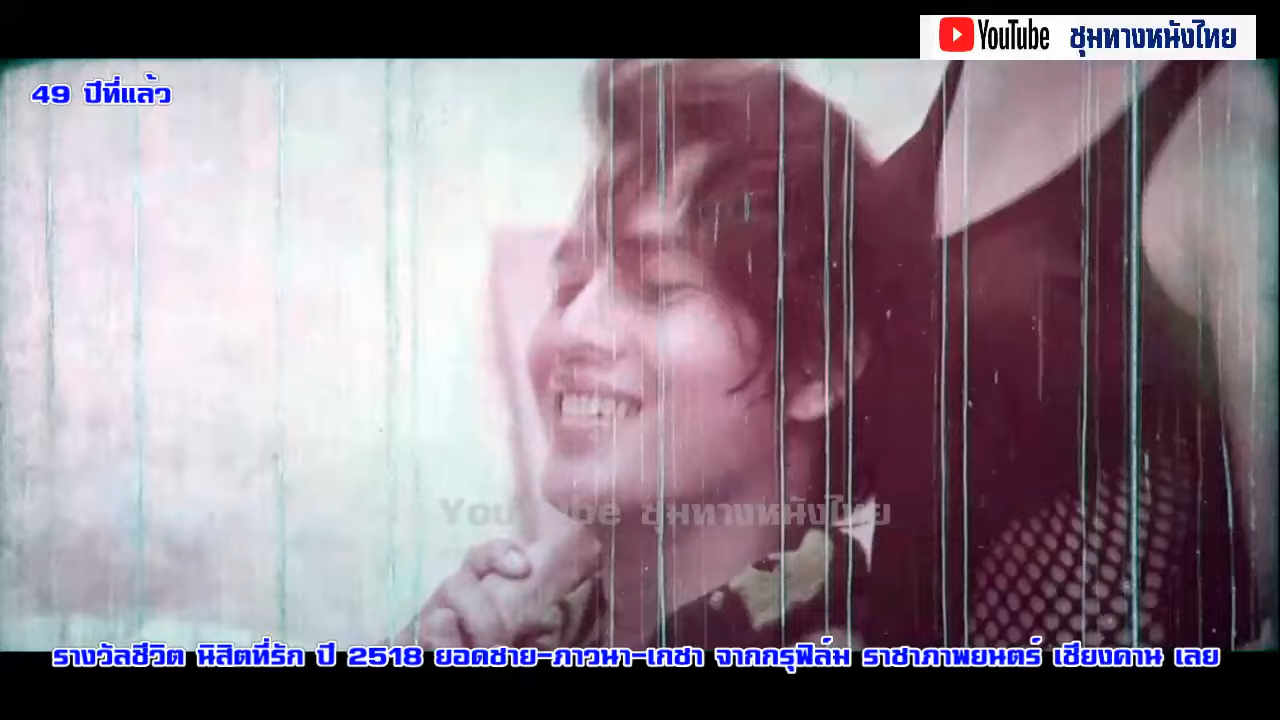 YouTube ชุมทางหนังไทย
49 ปีที่แล้ว
YouTube ชุมทางหนังไทย
รางวัลชีวิต นิสิตที่รัก ปี 2518 ยอดชาย-ภาวนา-เกชา จากกรุฟิล์ม ราชาภาพยนตร์ เชียงคาน เลย